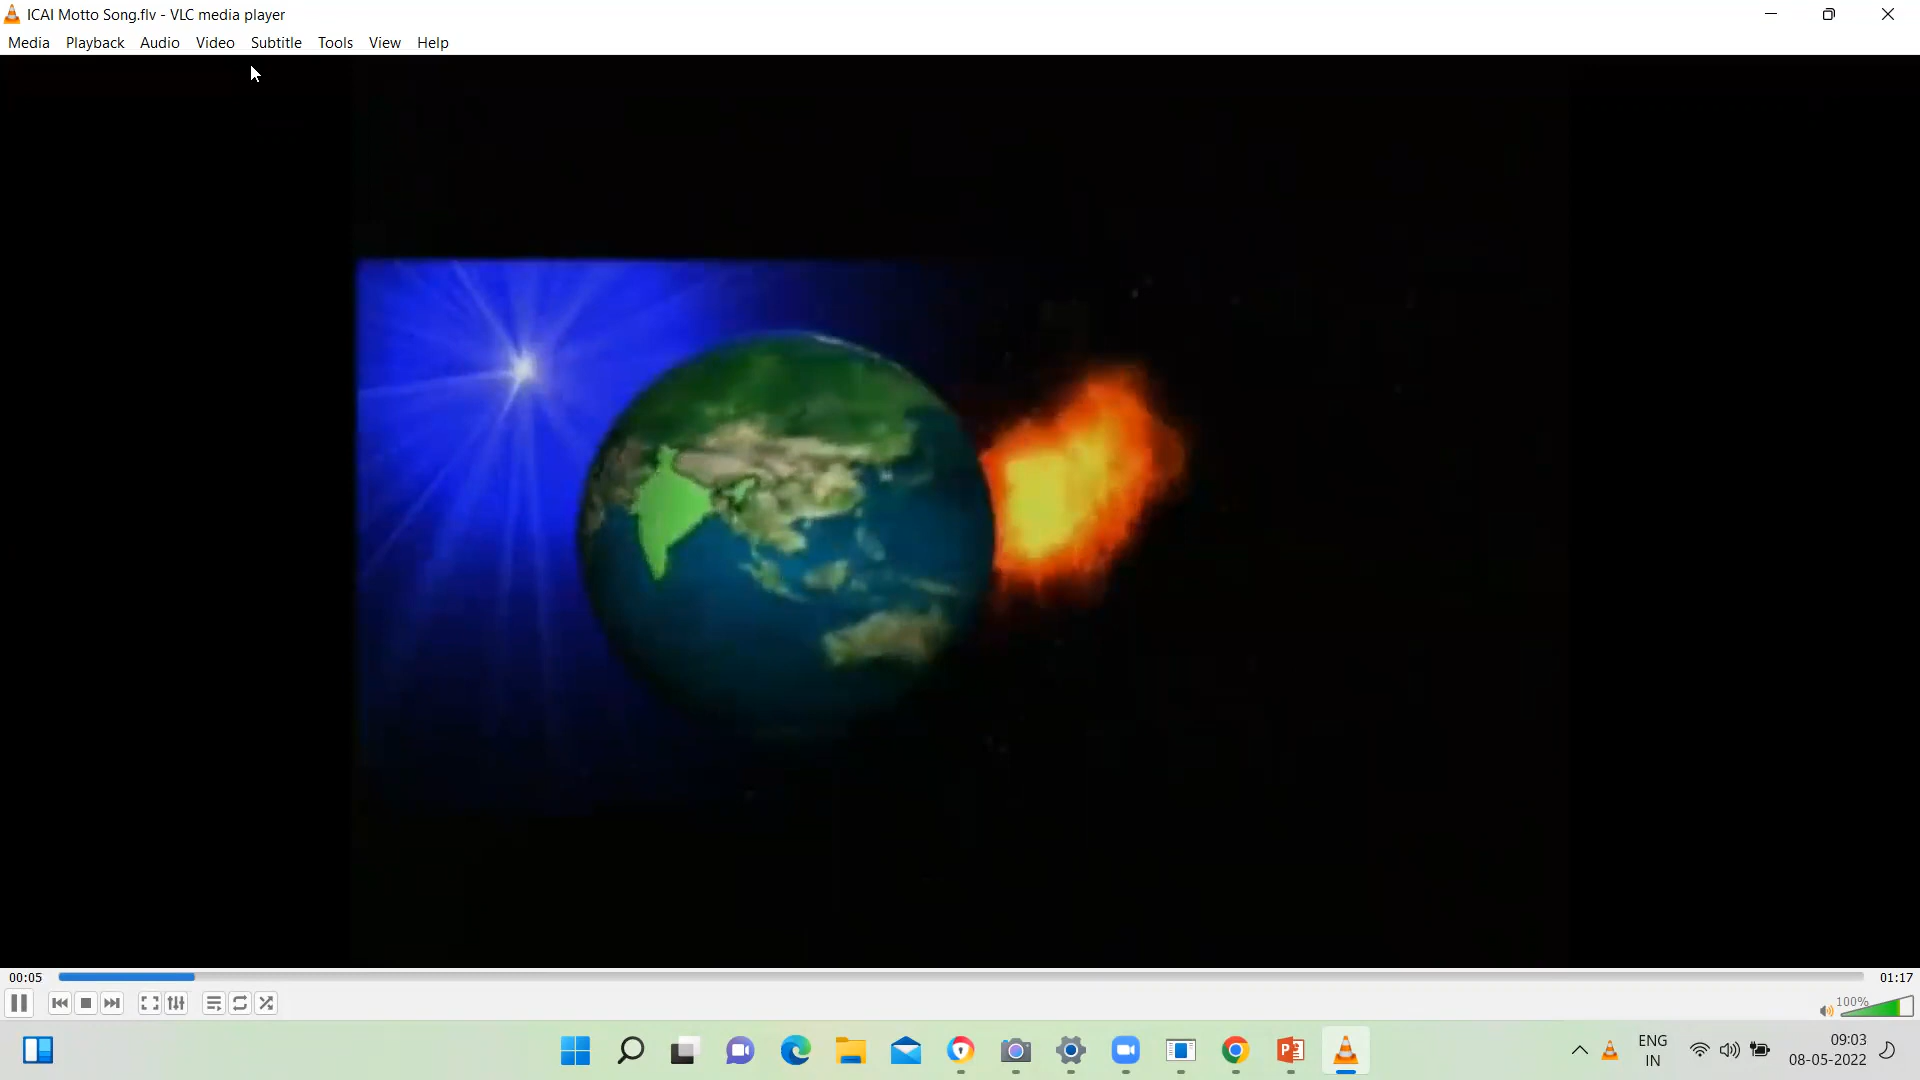 ICAI Motto Song.flv - VLC media player
Media Playback Audio Video Subtitle Tools View Help
00:05 01:17
100%
ENG
IN
09:03
08-05-2022